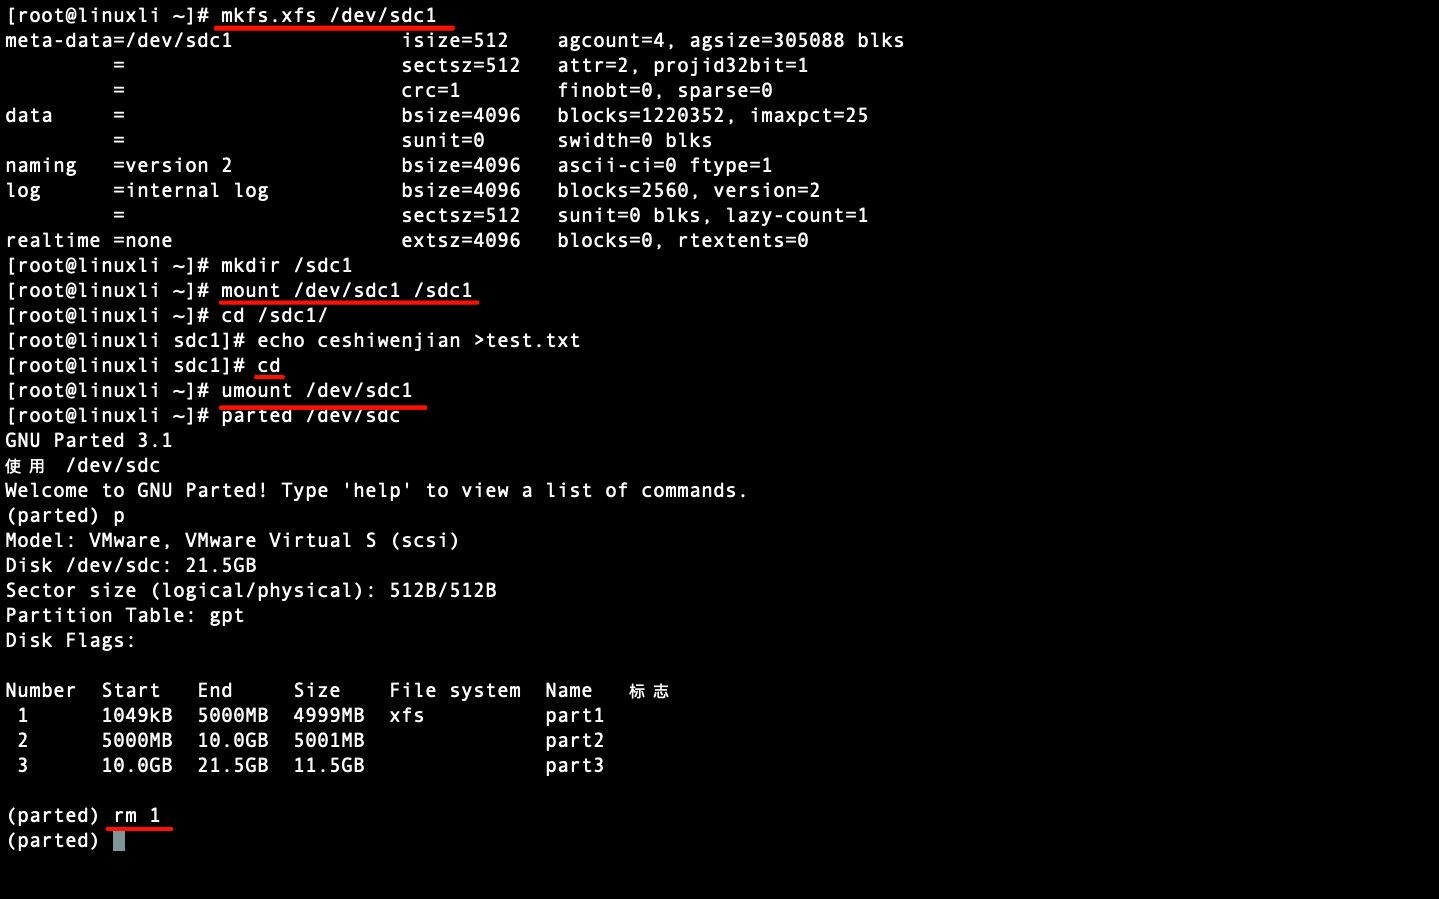 [root@linuxli ~]# mkfs.xfs /dev/sdc1
meta-data=/dev/sdc1              isize=512    agcount=4, agsize=305088 blks
         =                       sectsz=512   attr=2, projid32bit=1
         =                       crc=1        finobt=0, sparse=0
data     =                       bsize=4096   blocks=1220352, imaxpct=25
         =                       sunit=0      swidth=0 blks
naming   =version 2              bsize=4096   ascii-ci=0 ftype=1
log      =internal log           bsize=4096   blocks=2560, version=2
         =                       sectsz=512   sunit=0 blks, lazy-count=1
realtime =none                   extsz=4096   blocks=0, rtextents=0
[root@linuxli ~]# mkdir /sdc1
[root@linuxli ~]# mount /dev/sdc1 /sdc1
[root@linuxli ~]# cd /sdc1/
[root@linuxli sdc1]# echo ceshiwenjian >test.txt
[root@linuxli sdc1]# cd
[root@linuxli ~]# umount /dev/sdc1
[root@linuxli ~]# parted /dev/sdc
GNU Parted 3.1
使用 /dev/sdc
Welcome to GNU Parted! Type 'help' to view a list of commands.
(parted) p
Model: VMware, VMware Virtual S (scsi)
Disk /dev/sdc: 21.5GB
Sector size (logical/physical): 512B/512B
Partition Table: gpt
Disk Flags:
Number  Start   End     Size    File system  Name   标志
 1      1049kB  5000MB  4999MB  xfs          part1
 2      5000MB  10.0GB  5001MB               part2
 3      10.0GB  21.5GB  11.5GB               part3
(parted) rm 1
(parted)